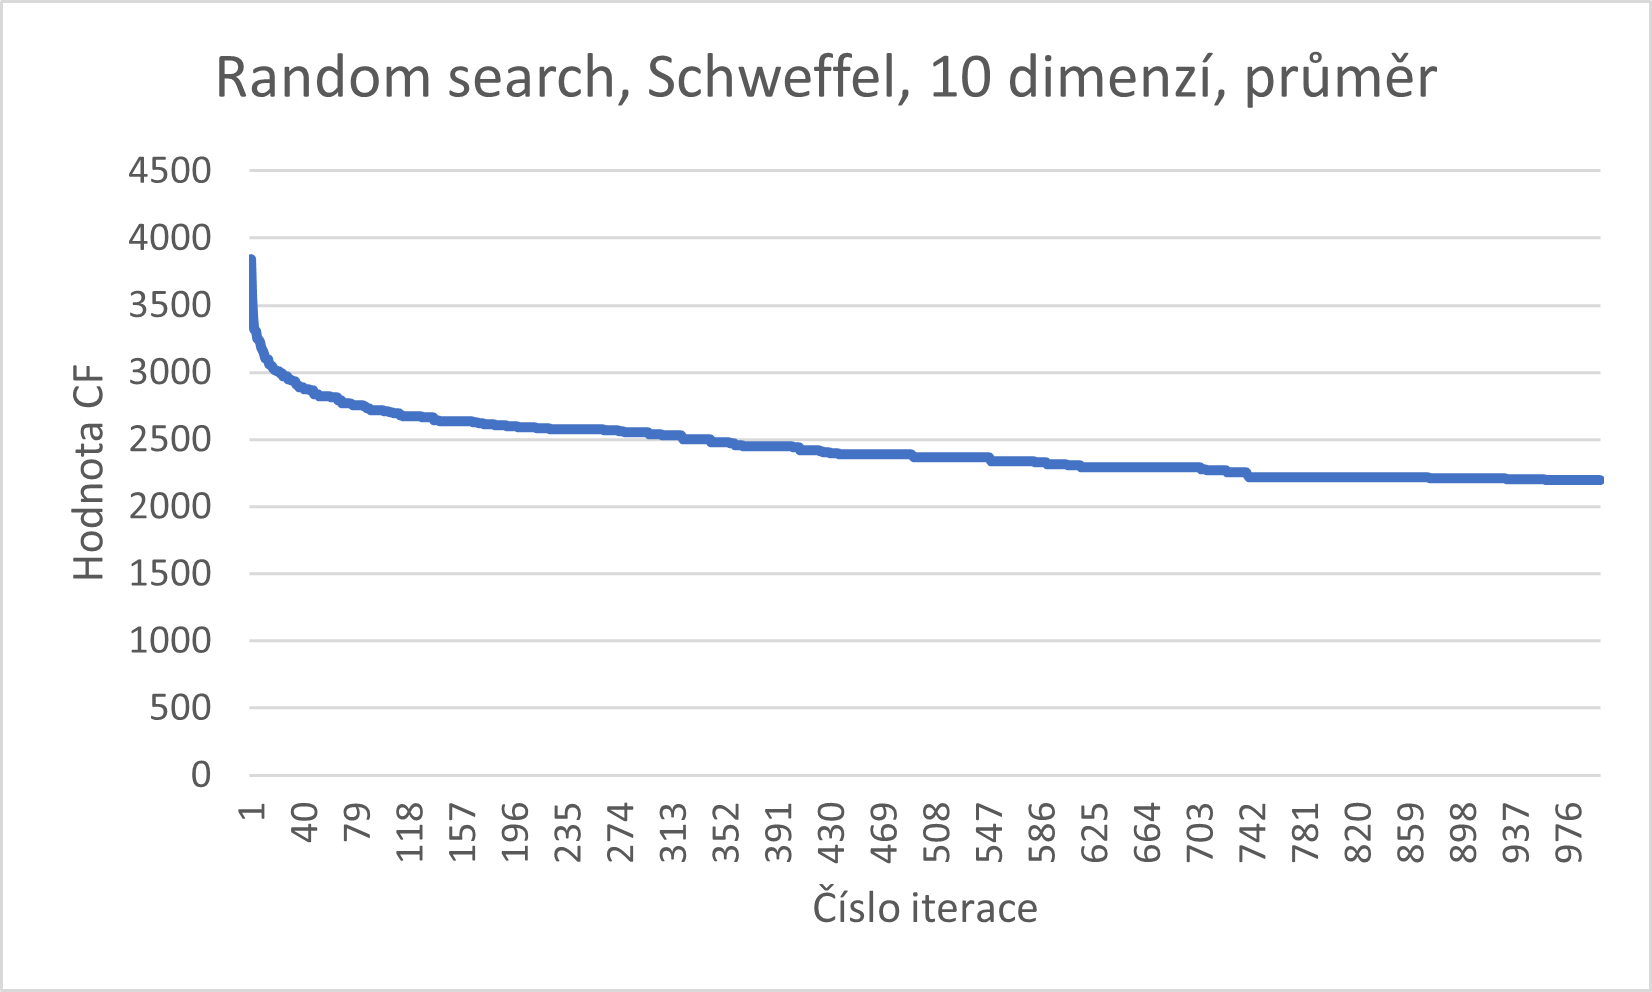 Random search, Schweffel, 10 dimenzí, průměr
4500
4000
3500
3000
2500
2000
1500
1000
500
0
Hodnota CF
1 40 79 118 157 196 235 274 313 352 391 430 469 508 547 586 625 664 703 742 781 820 859 898 937 976
Číslo iterace